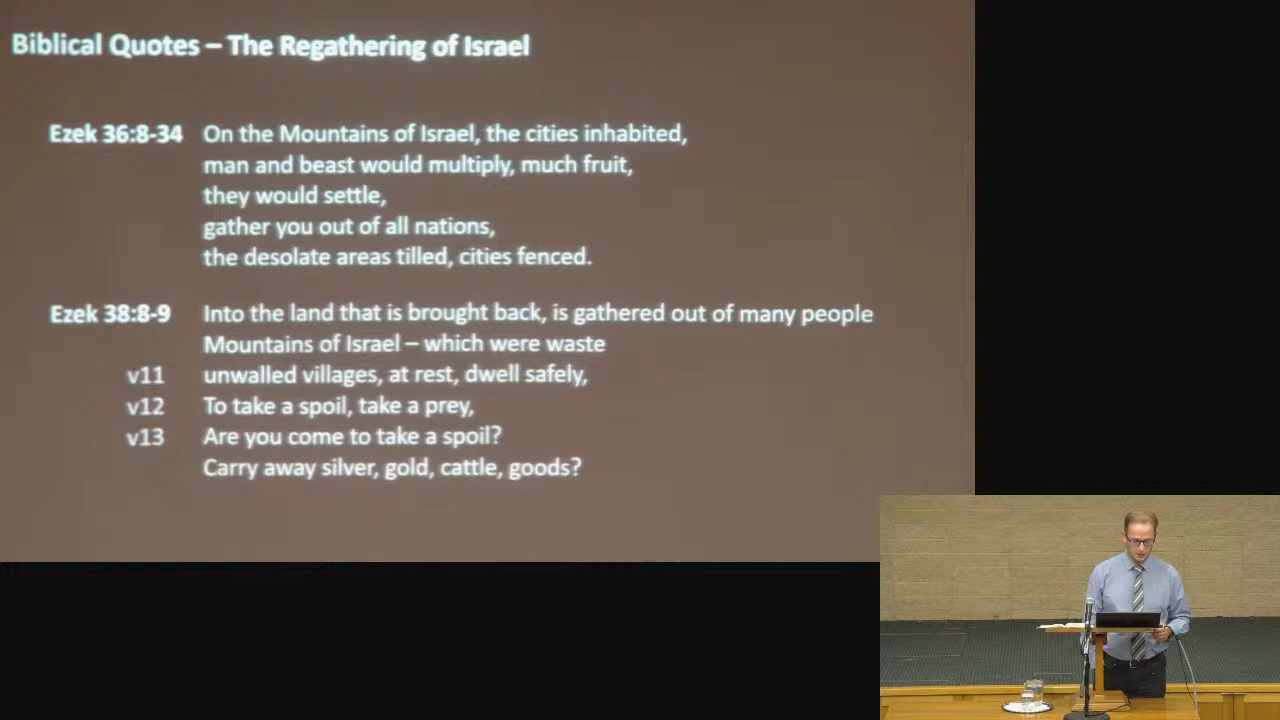 Biblical Quotes – The Regathering of Israel
Ezek 36:8-34 On the Mountains of Israel, the cities inhabited,
man and beast would multiply, much fruit,
they would settle,
gather you out of all nations,
the desolate areas tilled, cities fenced.
Ezek 38:8-9 Into the land that is brought back, is gathered out of many people
Mountains of Israel – which were waste
v11 unwalled villages, at rest, dwell safely,
v12 To take a spoil, take a prey,
v13 Are you come to take a spoil?
Carry away silver, gold, cattle, goods?